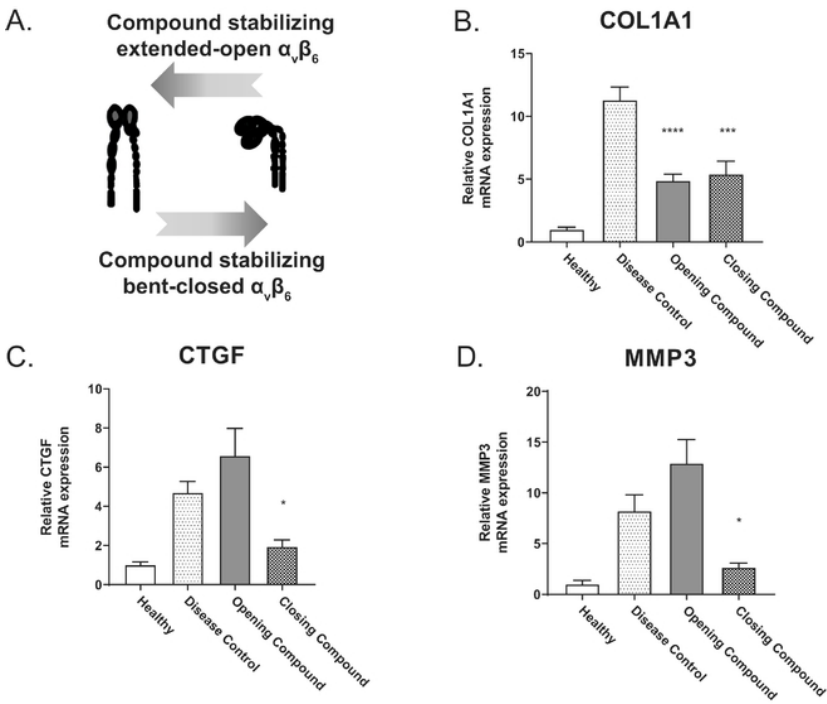 A.
Compound stabilizing
extended-open αvβ6
Compound stabilizing
bent-closed αvβ6
B.
COL1A1
Relative COL1A1
mRNA expression
15
10
5
0
****
***
Healthy
Disease Control
Opening Compound
Closing Compound
C.
CTGF
Relative CTGF
mRNA expression
10
8
6
4
2
0
*
Healthy
Disease Control
Opening Compound
Closing Compound
D.
MMP3
Relative MMP3
mRNA expression
20
15
10
5
0
*
Healthy
Disease Control
Opening Compound
Closing Compound